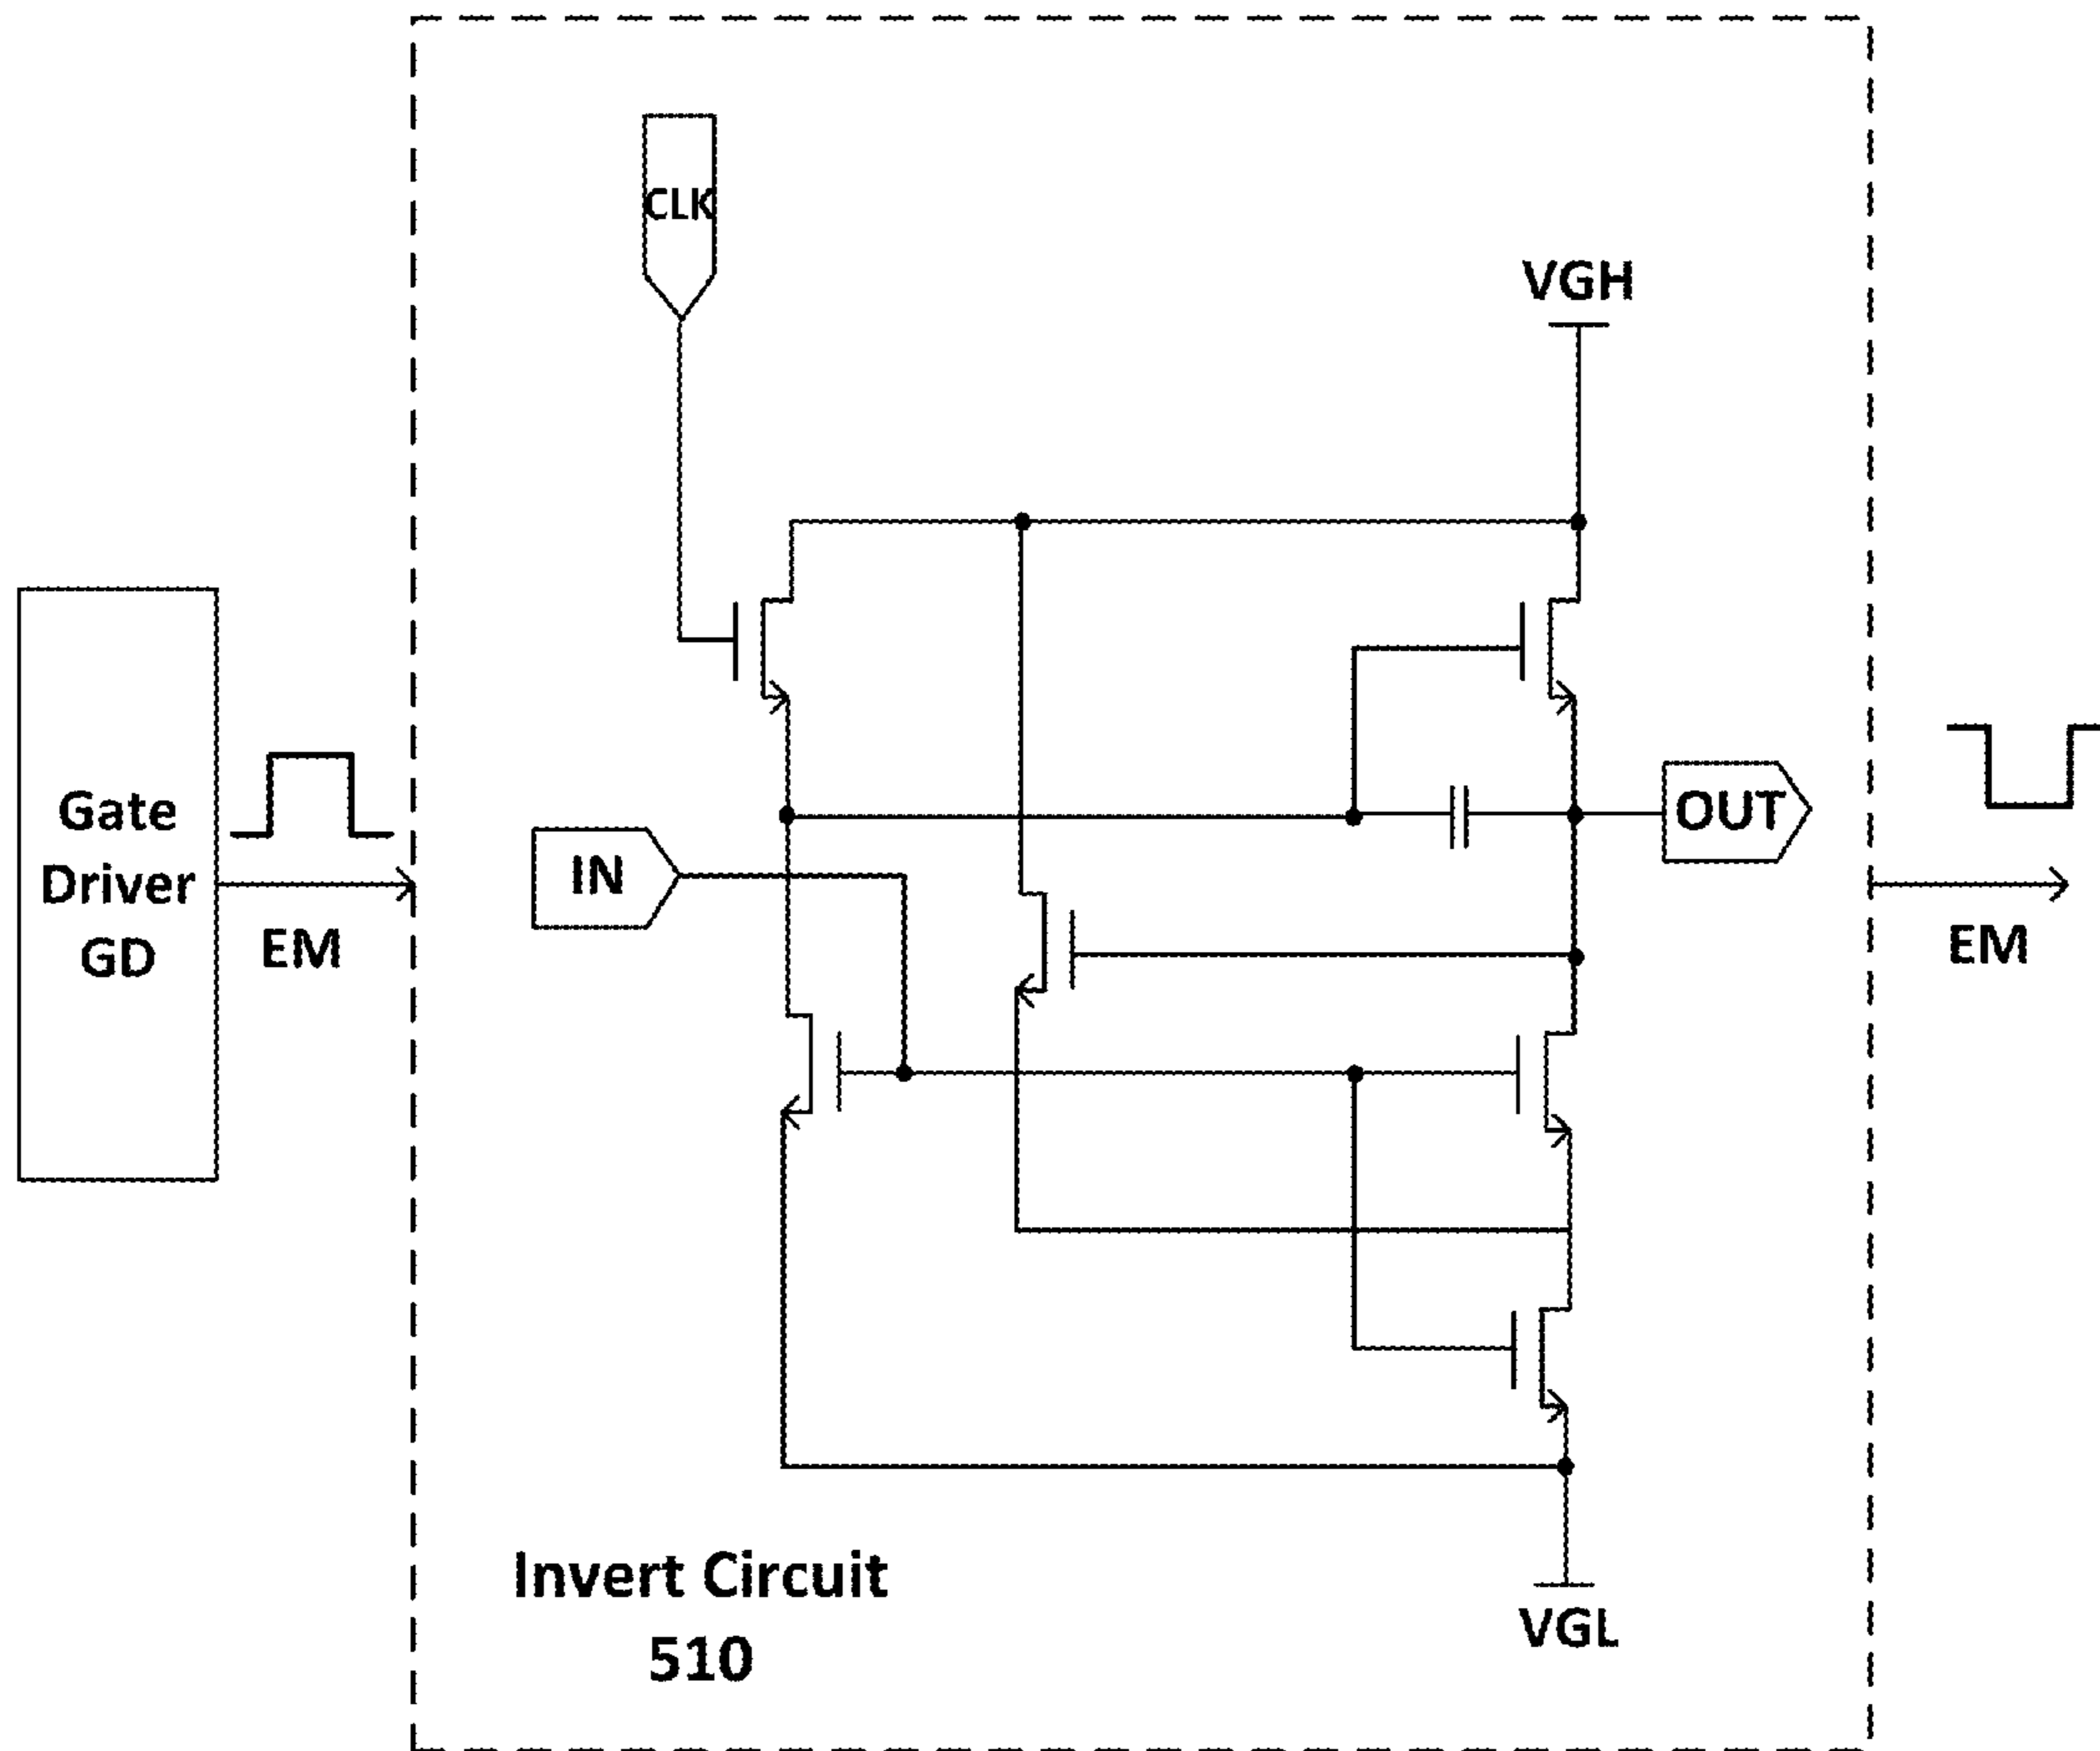 CLK
VGH
Gate
Driver
GD
EM
IN
OUT
EM
Invert Circuit
510
VGL